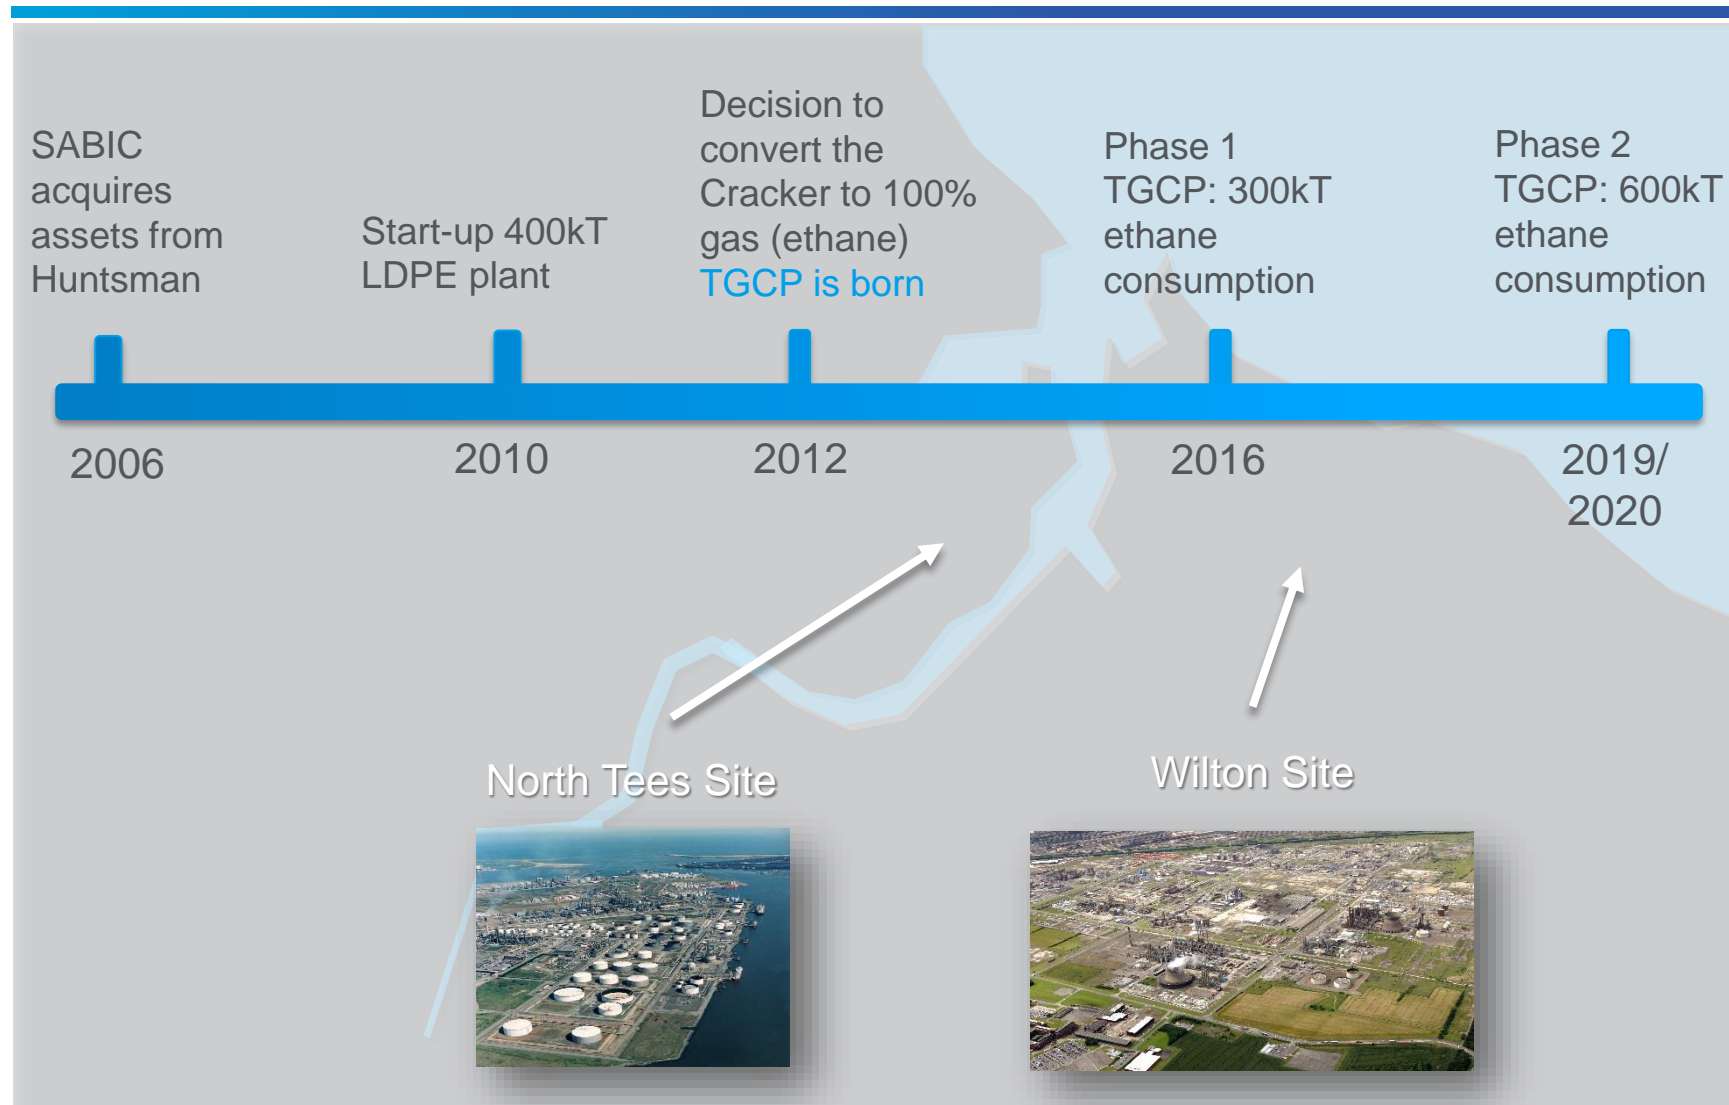 SABIC
acquires
assets from
Huntsman
Start-up 400kT
LDPE plant
Decision to
convert the
Cracker to 100%
gas (ethane)
TGCP is born
Phase 1
TGCP: 300kT
ethane
consumption
Phase 2
TGCP: 600kT
ethane
consumption
2006
2010
2012
2016
2019/
2020
North Tees Site
Wilton Site